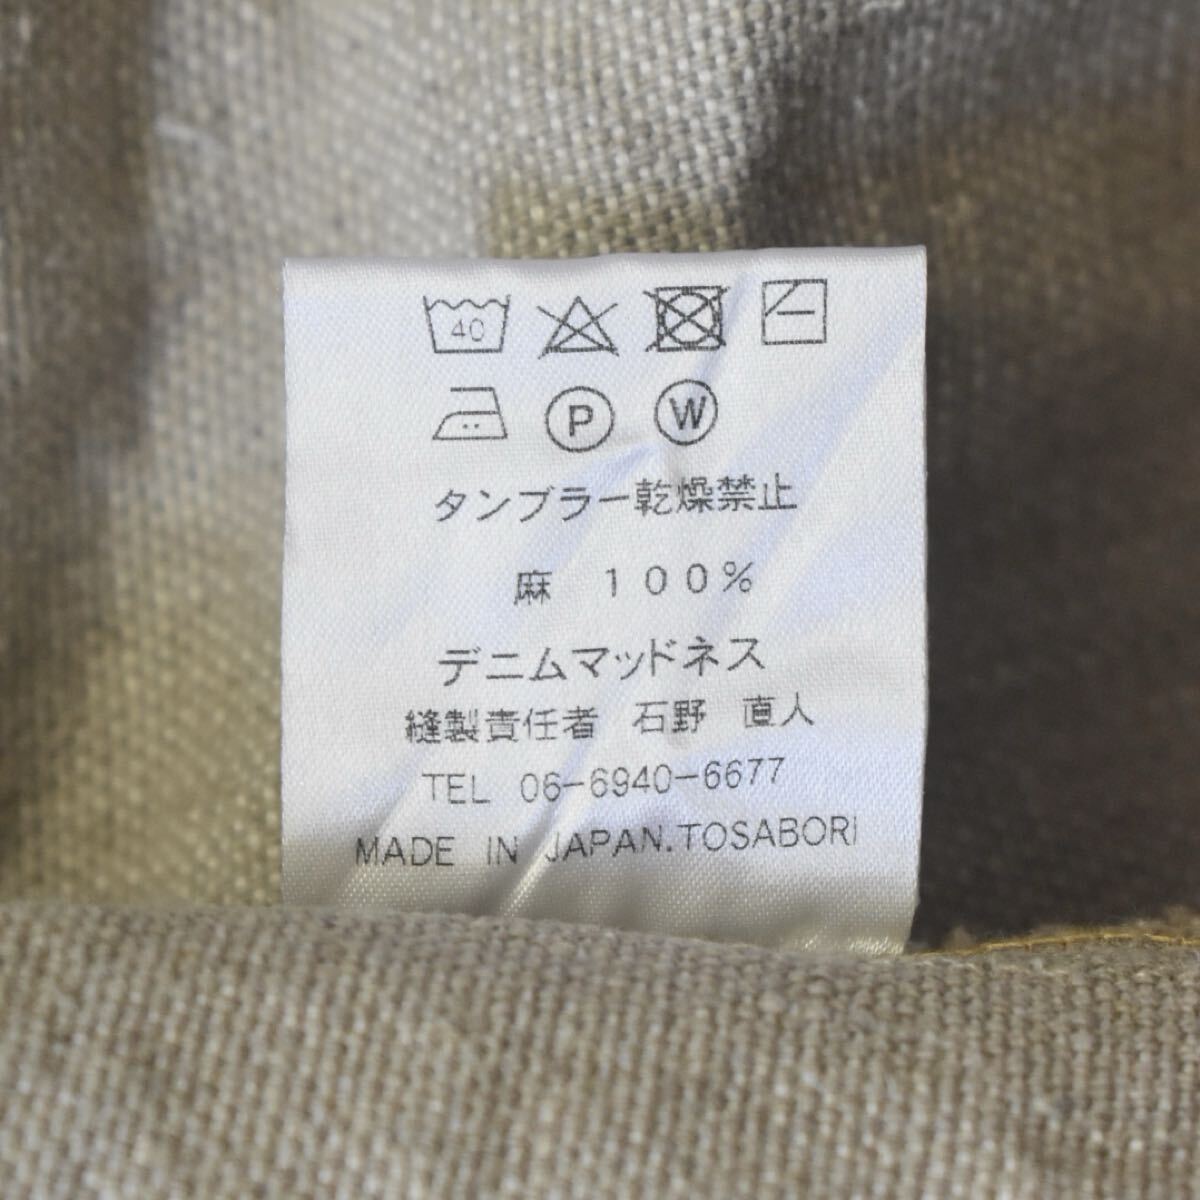 40
P W
タンブラー乾燥禁止
麻 100%
デニムマッドネス
縫製責任者 石野 直人
TEL 06-6940-6677
MADE IN JAPAN.TOSABORI